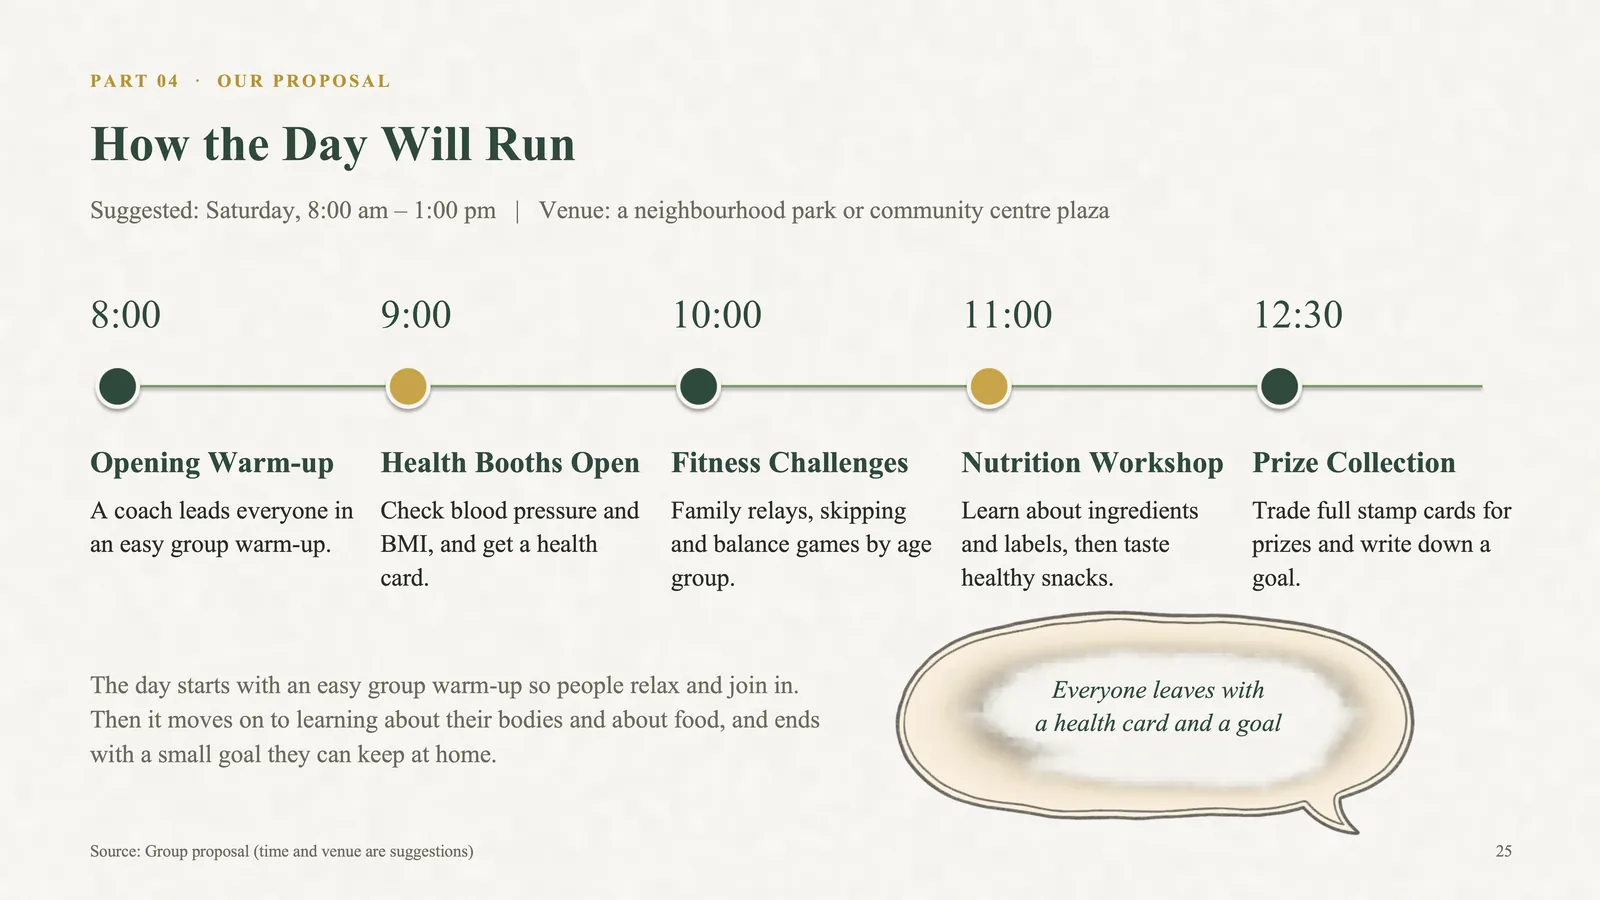 PART 04 · OUR PROPOSAL
How the Day Will Run
Suggested: Saturday, 8:00 am – 1:00 pm | Venue: a neighbourhood park or community centre plaza
8:00
9:00
10:00
11:00
12:30
Opening Warm-up
A coach leads everyone in
an easy group warm-up.
Health Booths Open
Check blood pressure and
BMI, and get a health
card.
Fitness Challenges
Family relays, skipping
and balance games by age
group.
Nutrition Workshop
Learn about ingredients
and labels, then taste
healthy snacks.
Prize Collection
Trade full stamp cards for
prizes and write down a
goal.
The day starts with an easy group warm-up so people relax and join in.
Then it moves on to learning about their bodies and about food, and ends
with a small goal they can keep at home.
Everyone leaves with
a health card and a goal
Source: Group proposal (time and venue are suggestions)
25